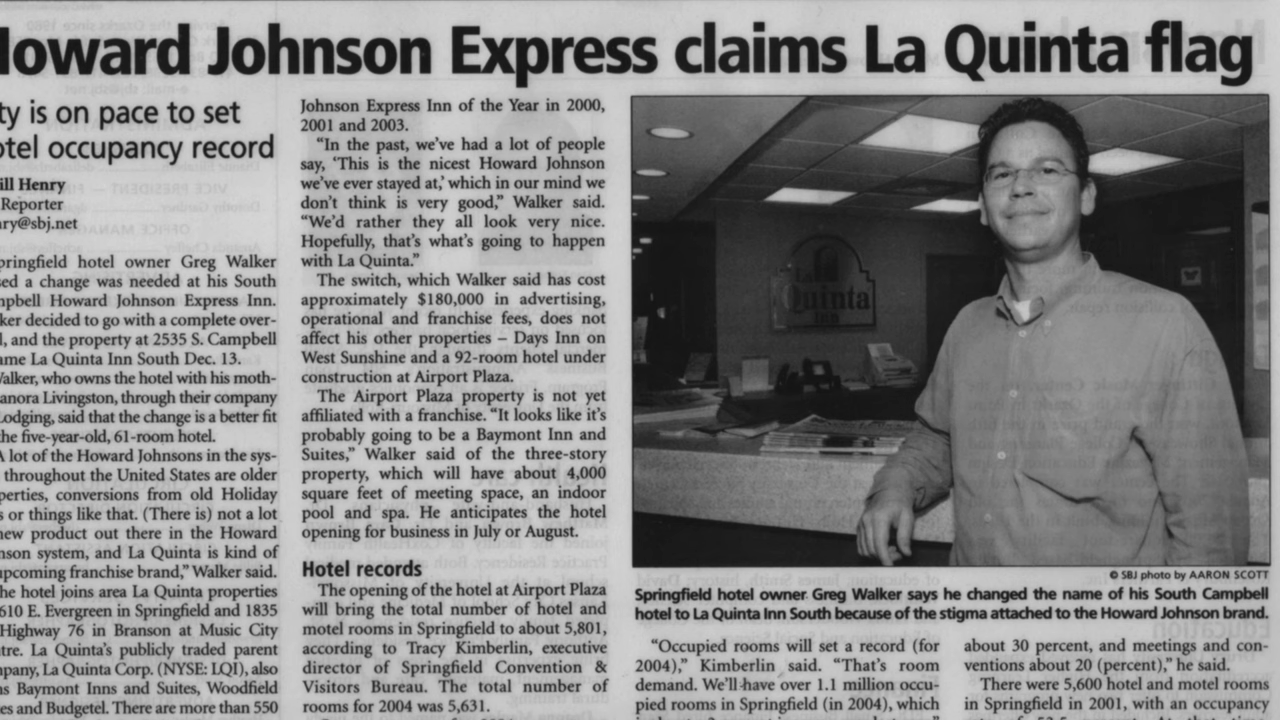 Howard Johnson Express claims La Quinta flag
ty is on pace to set
otel occupancy record
ill Henry
Reporter
ary@sbj.net
pringfield hotel owner Greg Walker
sed a change was needed at his South
mpbell Howard Johnson Express Inn.
ker decided to go with a complete over-
l, and the property at 2535 S. Campbell
ame La Quinta Inn South Dec. 13.
Walker, who owns the hotel with his moth-
anora Livingston, through their company
Lodging, said that the change is a better fit
the five-year-old, 61-room hotel.
A lot of the Howard Johnsons in the sys-
throughout the United States are older
perties, conversions from old Holiday
s or things like that. (There is) not a lot
new product out there in the Howard
nson system, and La Quinta is kind of
upcoming franchise brand,” Walker said.
he hotel joins area La Quinta properties
610 E. Evergreen in Springfield and 1835
Highway 76 in Branson at Music City
tre. La Quinta’s publicly traded parent
mpany, La Quinta Corp. (NYSE: LQI), also
ns Baymont Inns and Suites, Woodfield
es and Budgetel. There are more than 550
Johnson Express Inn of the Year in 2000,
2001 and 2003.
“In the past, we’ve had a lot of people
say, ‘This is the nicest Howard Johnson
we’ve ever stayed at,’ which in our mind we
don’t think is very good,” Walker said.
“We’d rather they all look very nice.
Hopefully, that’s what’s going to happen
with La Quinta.”
The switch, which Walker said has cost
approximately $180,000 in advertising,
operational and franchise fees, does not
affect his other properties – Days Inn on
West Sunshine and a 92-room hotel under
construction at Airport Plaza.
The Airport Plaza property is not yet
affiliated with a franchise. “It looks like it’s
probably going to be a Baymont Inn and
Suites,” Walker said of the three-story
property, which will have about 4,000
square feet of meeting space, an indoor
pool and spa. He anticipates the hotel
opening for business in July or August.
Hotel records
The opening of the hotel at Airport Plaza
will bring the total number of hotel and
motel rooms in Springfield to about 5,801,
according to Tracy Kimberlin, executive
director of Springfield Convention &
Visitors Bureau. The total number of
rooms for 2004 was 5,631.
La
Quinta
Inn
© SBJ photo by AARON SCOTT
Springfield hotel owner Greg Walker says he changed the name of his South Campbell
hotel to La Quinta Inn South because of the stigma attached to the Howard Johnson brand.
“Occupied rooms will set a record (for
2004),” Kimberlin said. “That’s room
demand. We’ll have over 1.1 million occu-
pied rooms in Springfield (in 2004), which
about 30 percent, and meetings and con-
ventions about 20 (percent),” he said.
There were 5,600 hotel and motel rooms
in Springfield in 2001, with an occupancy